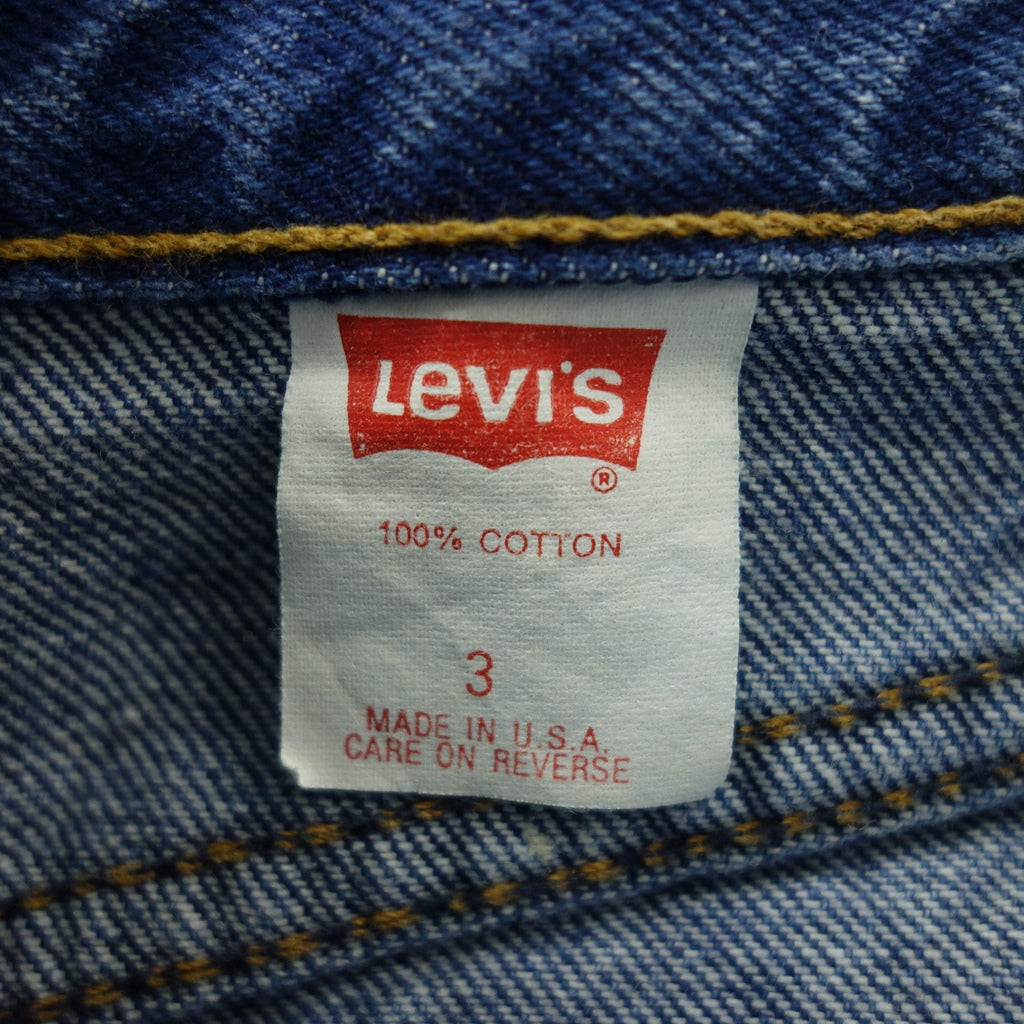 Levi's
®
100% COTTON
3
MADE IN U.S.A.
CARE ON REVERSE